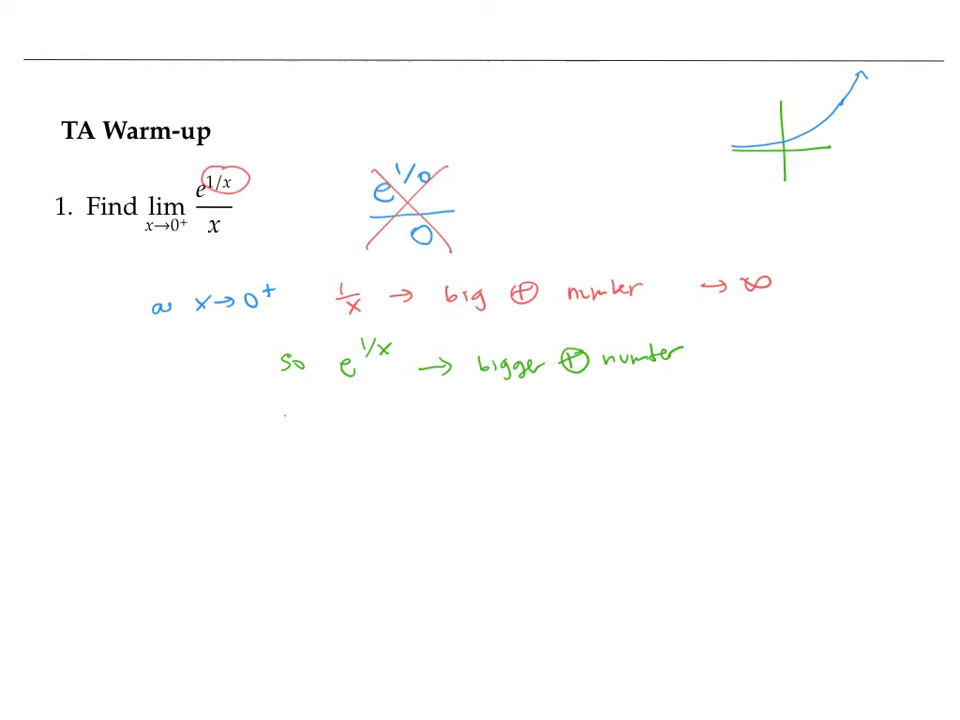 TA Warm-up
1. Find lim_{x→0⁺} e^{1/x} / x
e^{1/0} / 0
as x → 0⁺ 1/x → big ⊕ number → ∞
So e^{1/x} → bigger ⊕ number